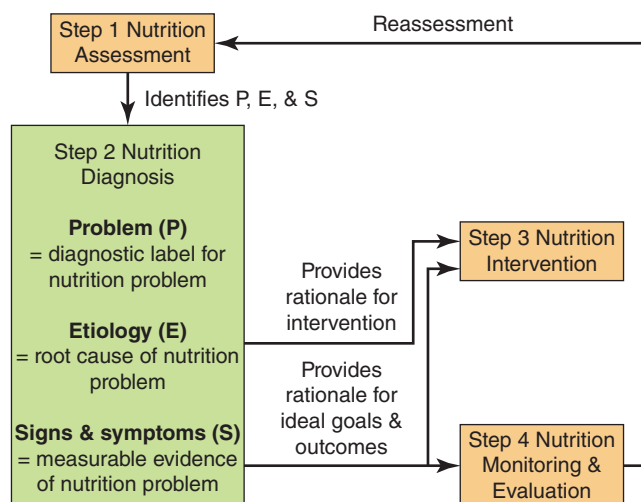 Step 1 Nutrition
Assessment
Reassessment
Identifies P, E, & S
Step 2 Nutrition
Diagnosis
Problem (P)
= diagnostic label for
nutrition problem
Etiology (E)
= root cause of nutrition
problem
Signs & symptoms (S)
= measurable evidence
of nutrition problem
Provides
rationale for
intervention
Provides
rationale for
ideal goals &
outcomes
Step 3 Nutrition
Intervention
Step 4 Nutrition
Monitoring &
Evaluation